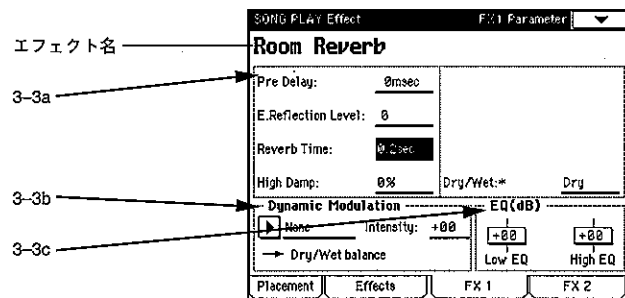 SONG PLAY Effect FX1 Parameter
エフェクト名
Room Reverb
3-3a
Pre Delay: 0msec
E.Reflection Level: 0
Reverb Time: 0.2sec
High Damp: 0% Dry/Wet:* Dry
3-3b
Dynamic Modulation EQ(dB)
None Intensity: +00 +00 +00
3-3c
→ Dry/Wet balance Low EQ High EQ
Placement Effects FX 1 FX 2